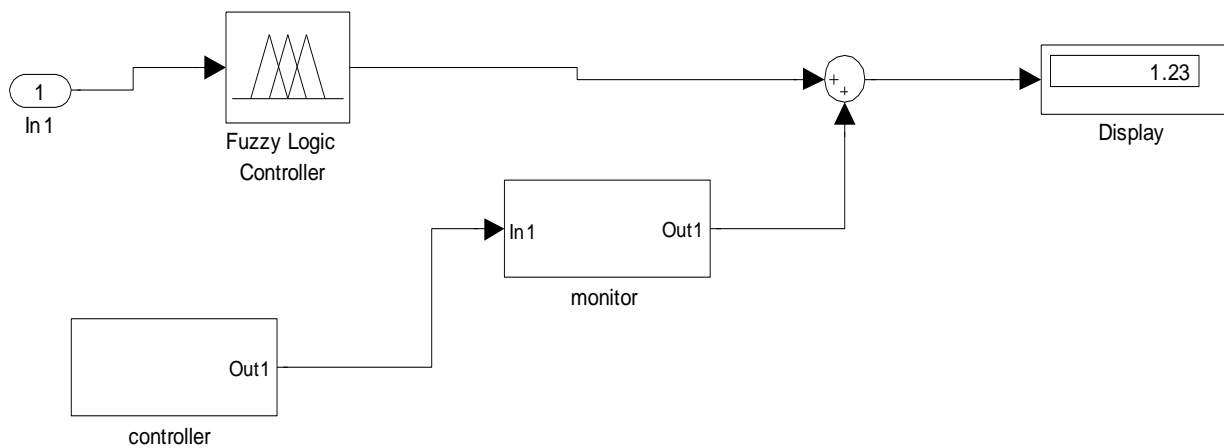 1
In1
Fuzzy Logic
Controller
+
+
1.23
Display
In1
Out1
monitor
Out1
controller